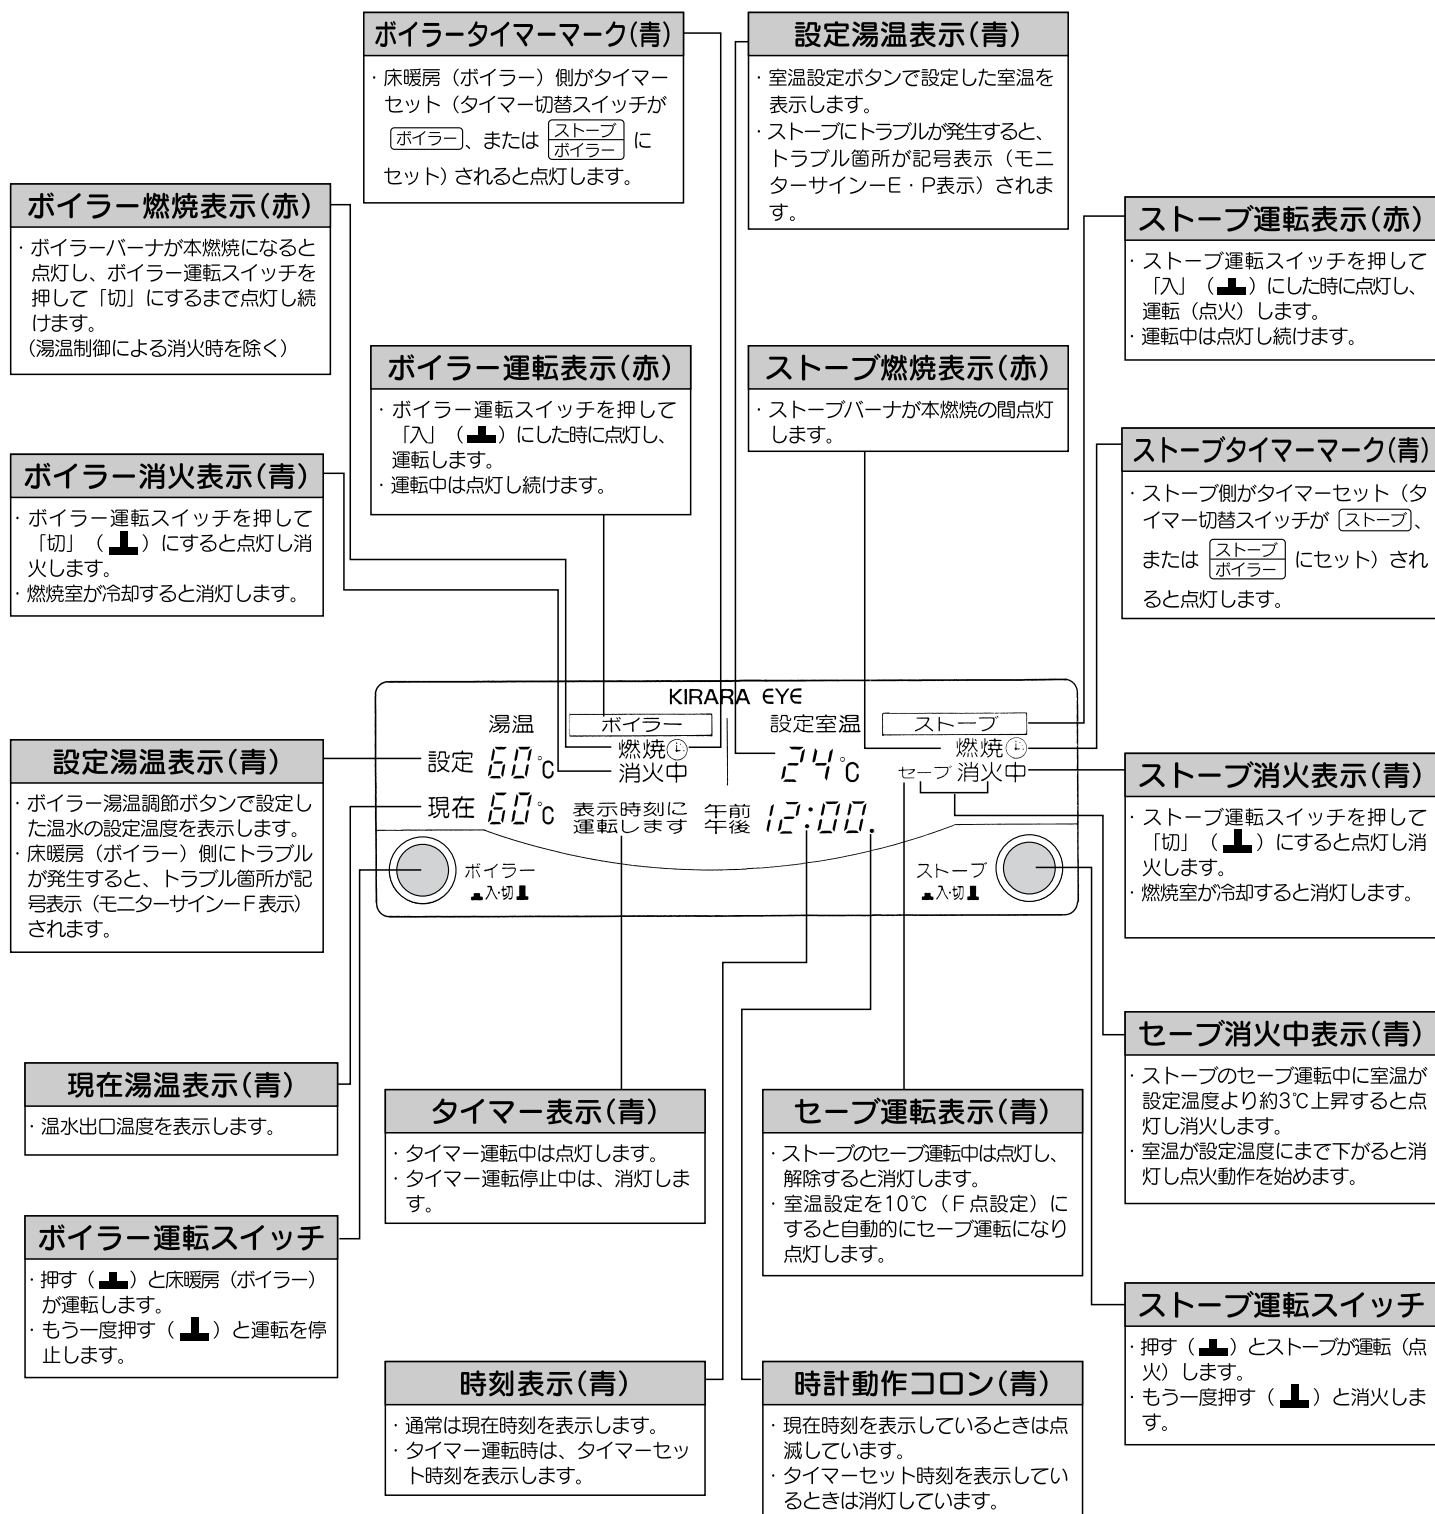 ボイラータイマーマーク(青)
・床暖房（ボイラー）側がタイマー
セット（タイマー切替スイッチが
ボイラー、または ストーブ ボイラー に
セット）されると点灯します。
設定湯温表示(青)
・室温設定ボタンで設定した室温を
表示します。
・ストーブにトラブルが発生すると、
トラブル箇所が記号表示（モニ
ターサインーE・P表示）されま
す。
ボイラー燃焼表示(赤)
・ボイラーバーナが本燃焼になると
点灯し、ボイラー運転スイッチを
押して「切」にするまで点灯し続
けます。
（湯温制御による消火時を除く）
ストーブ運転表示(赤)
・ストーブ運転スイッチを押して
「入」（）にした時に点灯し、
運転（点火）します。
・運転中は点灯し続けます。
ボイラー運転表示(赤)
・ボイラー運転スイッチを押して
「入」（）にした時に点灯し、
運転します。
・運転中は点灯し続けます。
ストーブ燃焼表示(赤)
・ストーブバーナが本燃焼の間点灯
します。
ボイラー消火表示(青)
・ボイラー運転スイッチを押して
「切」（）にすると点灯し消
火します。
・燃焼室が冷却すると消灯します。
ストーブタイマーマーク(青)
・ストーブ側がタイマーセット（タ
イマー切替スイッチが ストーブ、
または ストーブ ボイラー にセット）され
ると点灯します。
KIRARA EYE
湯温 ボイラー 設定室温 ストーブ
設定 60℃ 燃焼 24℃ 燃焼
消火中 セーブ 消火中
現在 60℃ 表示時刻に 午前 12:00.
運転します 午後
ボイラー
入・切
ストーブ
入・切
設定湯温表示(青)
・ボイラー湯温調節ボタンで設定し
た温水の設定温度を表示します。
・床暖房（ボイラー）側にトラブル
が発生すると、トラブル箇所が記
号表示（モニターサインーF表示）
されます。
ストーブ消火表示(青)
・ストーブ運転スイッチを押して
「切」（）にすると点灯し消
火します。
・燃焼室が冷却すると消灯します。
現在湯温表示(青)
・温水出口温度を表示します。
タイマー表示(青)
・タイマー運転中は点灯します。
・タイマー運転停止中は、消灯しま
す。
セーブ運転表示(青)
・ストーブのセーブ運転中は点灯し、
解除すると消灯します。
・室温設定を10℃（F点設定）に
すると自動的にセーブ運転になり
点灯します。
セーブ消火中表示(青)
・ストーブのセーブ運転中に室温が
設定温度より約3℃上昇すると点
灯し消火します。
・室温が設定温度にまで下がると消
灯し点火動作を始めます。
ボイラー運転スイッチ
・押す（）と床暖房（ボイラー）
が運転します。
・もう一度押す（）と運転を停
止します。
ストーブ運転スイッチ
・押す（）とストーブが運転（点
火）します。
・もう一度押す（）と消火しま
す。
時刻表示(青)
・通常は現在時刻を表示します。
・タイマー運転時は、タイマーセッ
ト時刻を表示します。
時計動作コロン(青)
・現在時刻を表示しているときは点
滅しています。
・タイマーセット時刻を表示してい
るときは消灯しています。